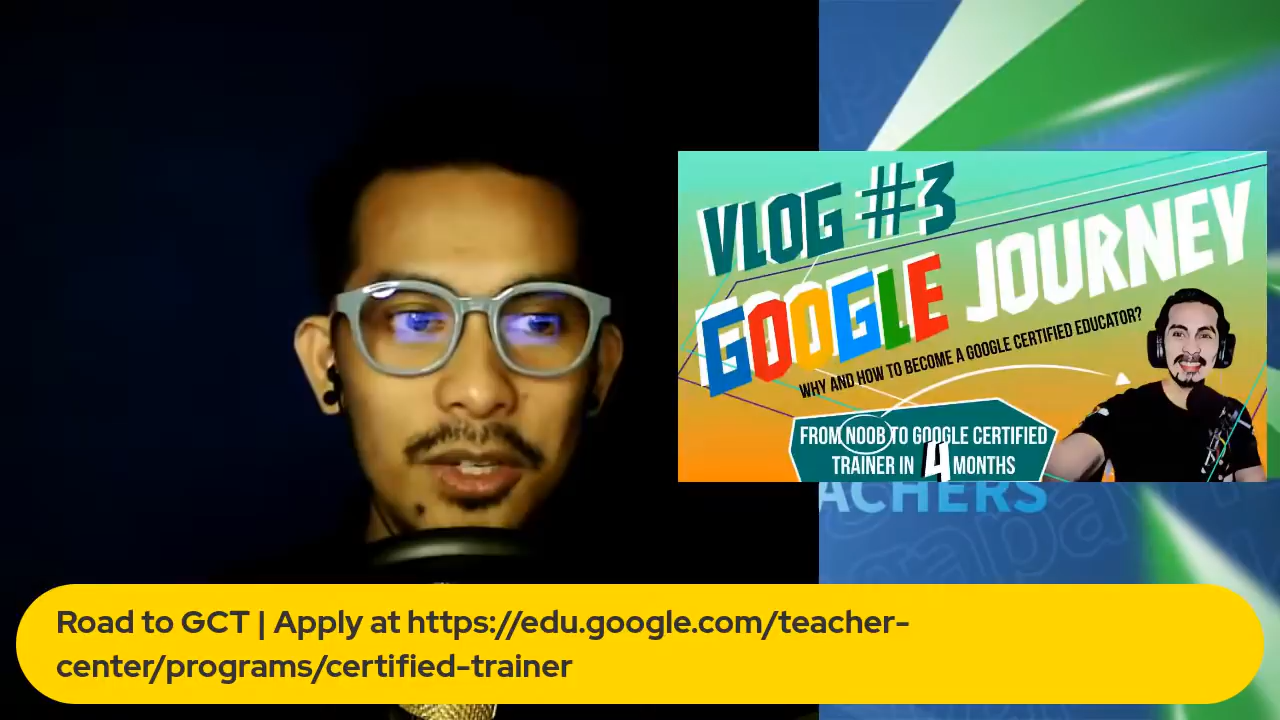 VLOG #3
GOOGLE JOURNEY
WHY AND HOW TO BECOME A GOOGLE CERTIFIED EDUCATOR?
FROM NOOB TO GOOGLE CERTIFIED
TRAINER IN 4 MONTHS
ACHERS
Road to GCT | Apply at https://edu.google.com/teacher-
center/programs/certified-trainer